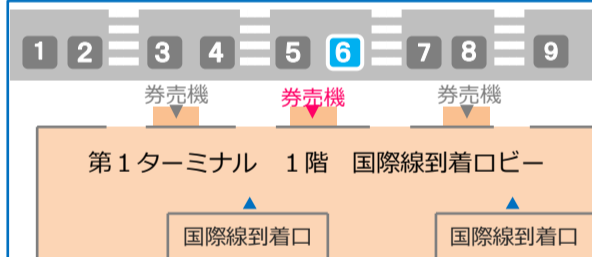 1 2 3 4 5 6 7 8 9
券売機 券売機 券売機
第1ターミナル 1階 国際線到着ロビー
国際線到着口 国際線到着口